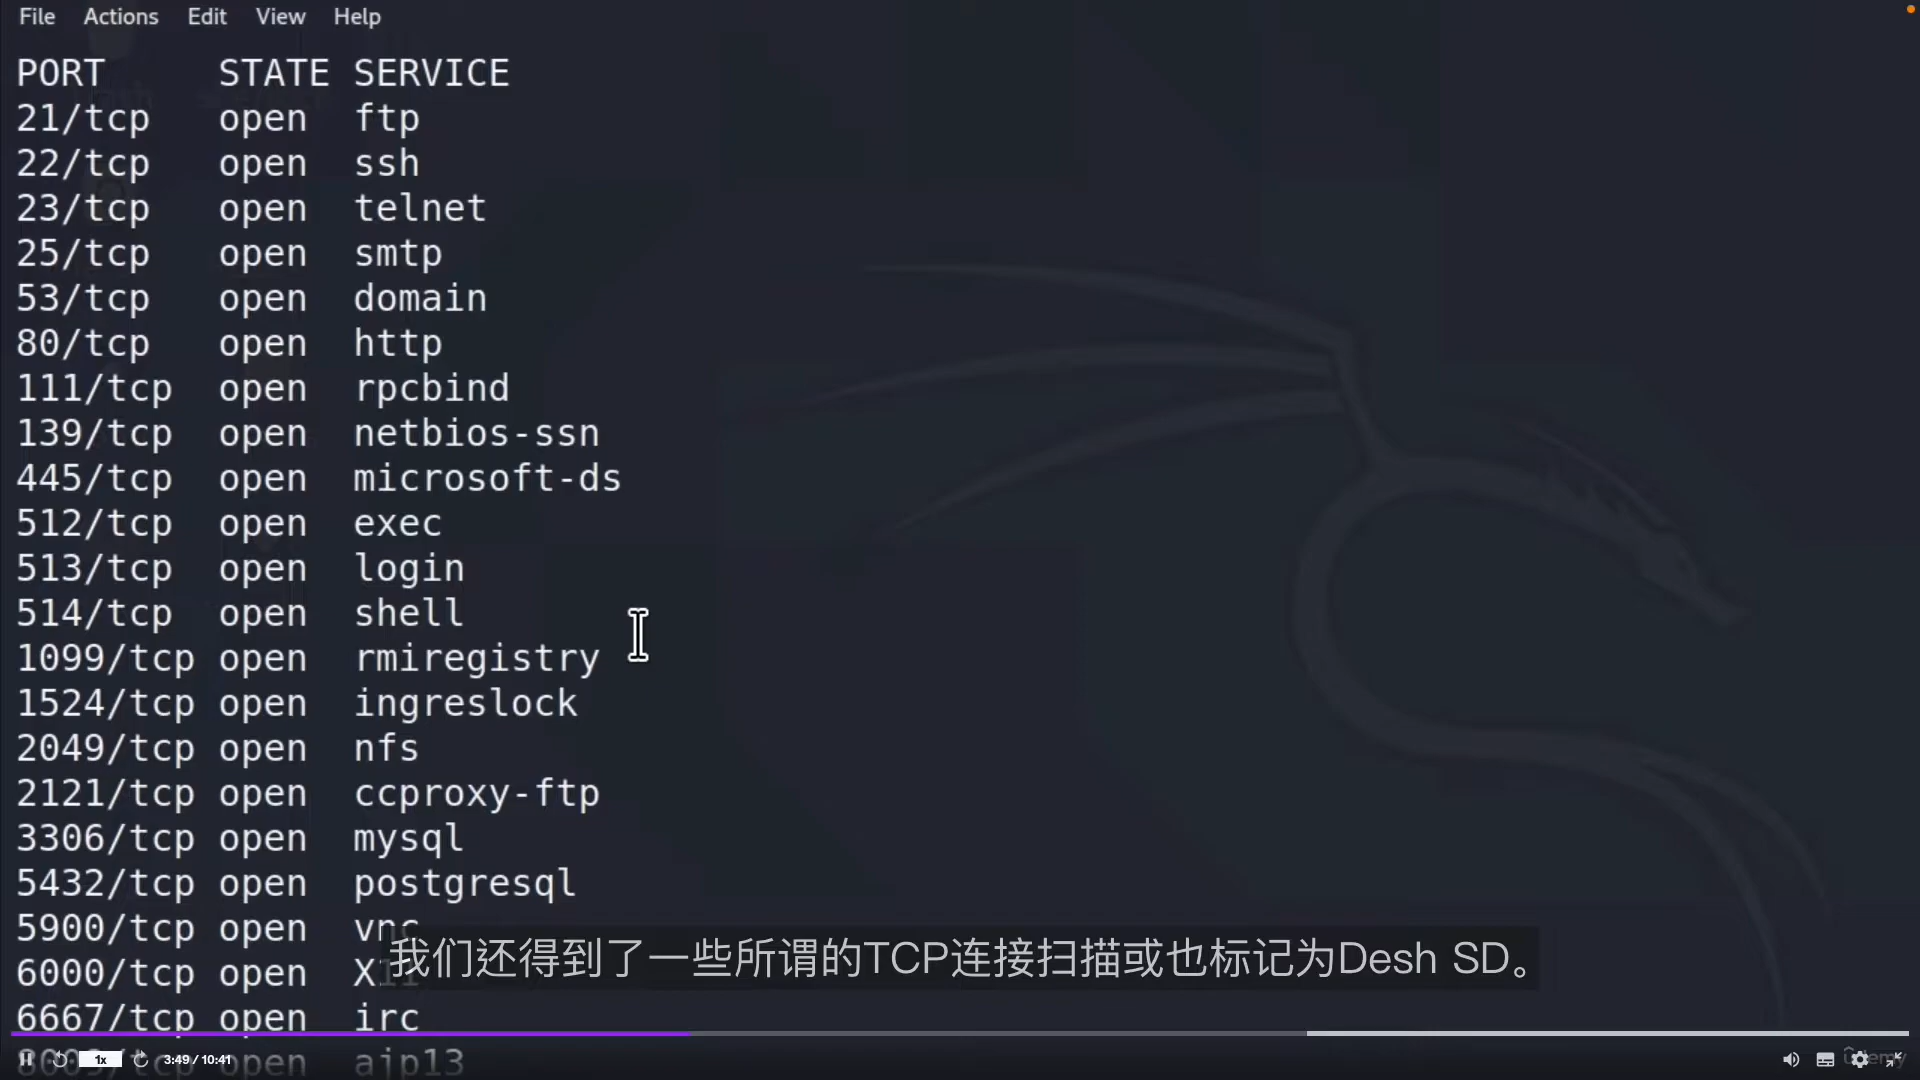 File Actions Edit View Help
PORT STATE SERVICE
21/tcp open ftp
22/tcp open ssh
23/tcp open telnet
25/tcp open smtp
53/tcp open domain
80/tcp open http
111/tcp open rpcbind
139/tcp open netbios-ssn
445/tcp open microsoft-ds
512/tcp open exec
513/tcp open login
514/tcp open shell
1099/tcp open rmiregistry
1524/tcp open ingreslock
2049/tcp open nfs
2121/tcp open ccproxy-ftp
3306/tcp open mysql
5432/tcp open postgresql
5900/tcp open vnc
我们还得到了一些所谓的TCP连接扫描或也标记为Desh SD。
6000/tcp open X11
6667/tcp open irc
8009/tcp open ajp13
1x 3:49 / 10:41
ûdemy